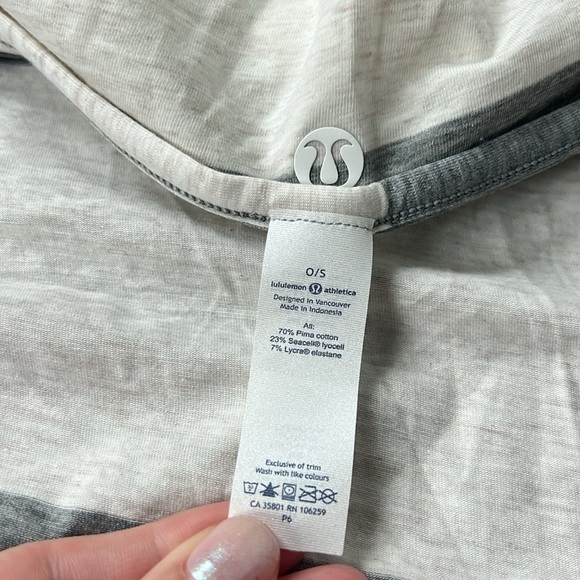 O/S
lululemon athletica
Designed in Vancouver
Made in Indonesia
All:
70% Pima cotton
23% Seacell® lyocell
7% Lycra® elastane
Exclusive of trim
Wash with like colours
CA 35801 RN 106259
P6